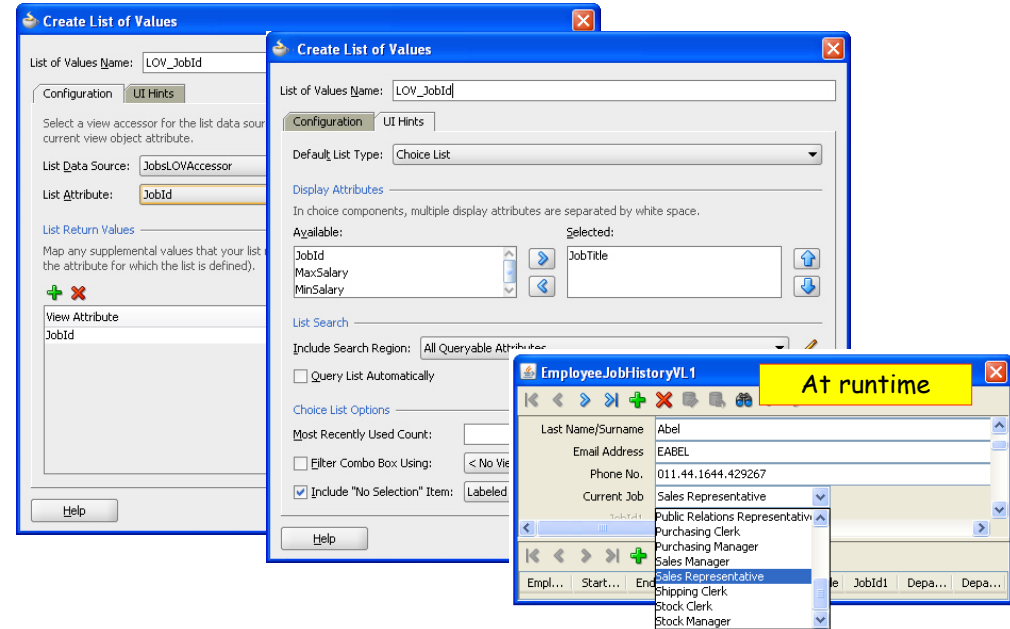 Create List of Values
List of Values Name: LOV_JobId
Configuration UI Hints
Select a view accessor for the list data sour
current view object attribute.
List Data Source: JobsLOVAccessor
List Attribute: JobId
List Return Values
Map any supplemental values that your list
the attribute for which the list is defined).
View Attribute
JobId
Help
Create List of Values
List of Values Name: LOV_JobId
Configuration UI Hints
Default List Type: Choice List
Display Attributes
In choice components, multiple display attributes are separated by white space.
Available: Selected:
JobId JobTitle
MaxSalary
MinSalary
List Search
Include Search Region: All Queryable Attributes
Query List Automatically
Choice List Options
Most Recently Used Count:
Filter Combo Box Using: < No Vie
Include "No Selection" Item: Labeled
Help
EmployeeJobHistoryVL1
At runtime
Last Name/Surname Abel
Email Address EABEL
Phone No. 011.44.1644.429267
Current Job Sales Representative
JobId1
Public Relations Representativ
Purchasing Clerk
Purchasing Manager
Sales Manager
Sales Representative
Shipping Clerk
Stock Clerk
Stock Manager
Empl... Start... End le JobId1 Depa... Depa...